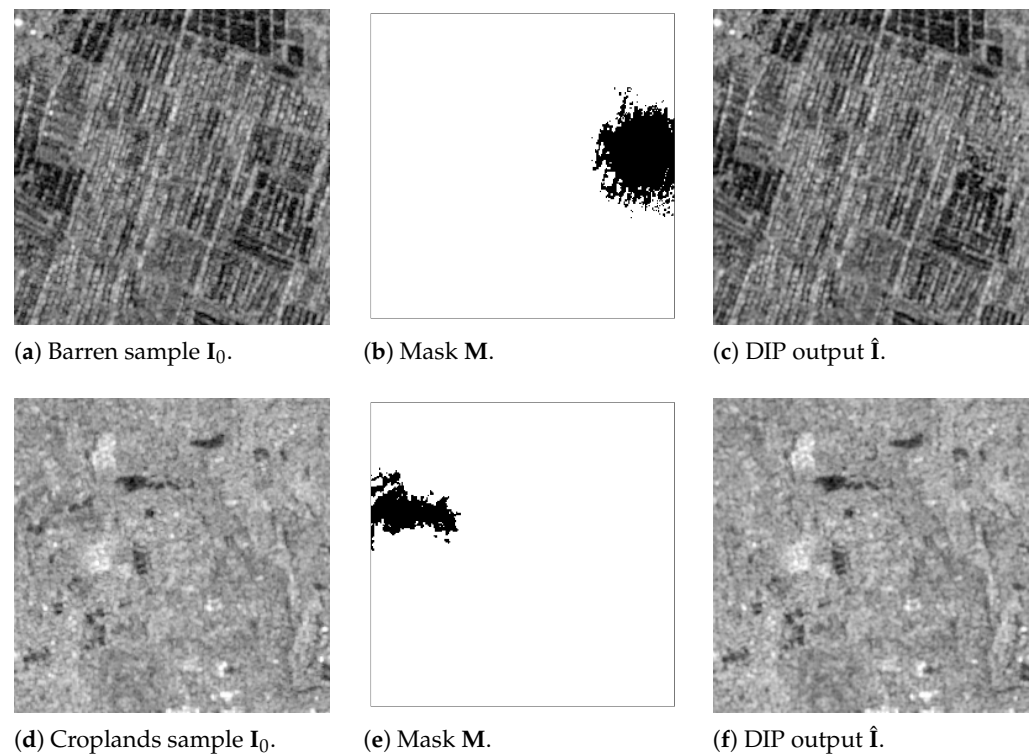 (a) Barren sample I₀.
(b) Mask M.
(c) DIP output Î.
(d) Croplands sample I₀.
(e) Mask M.
(f) DIP output Î.